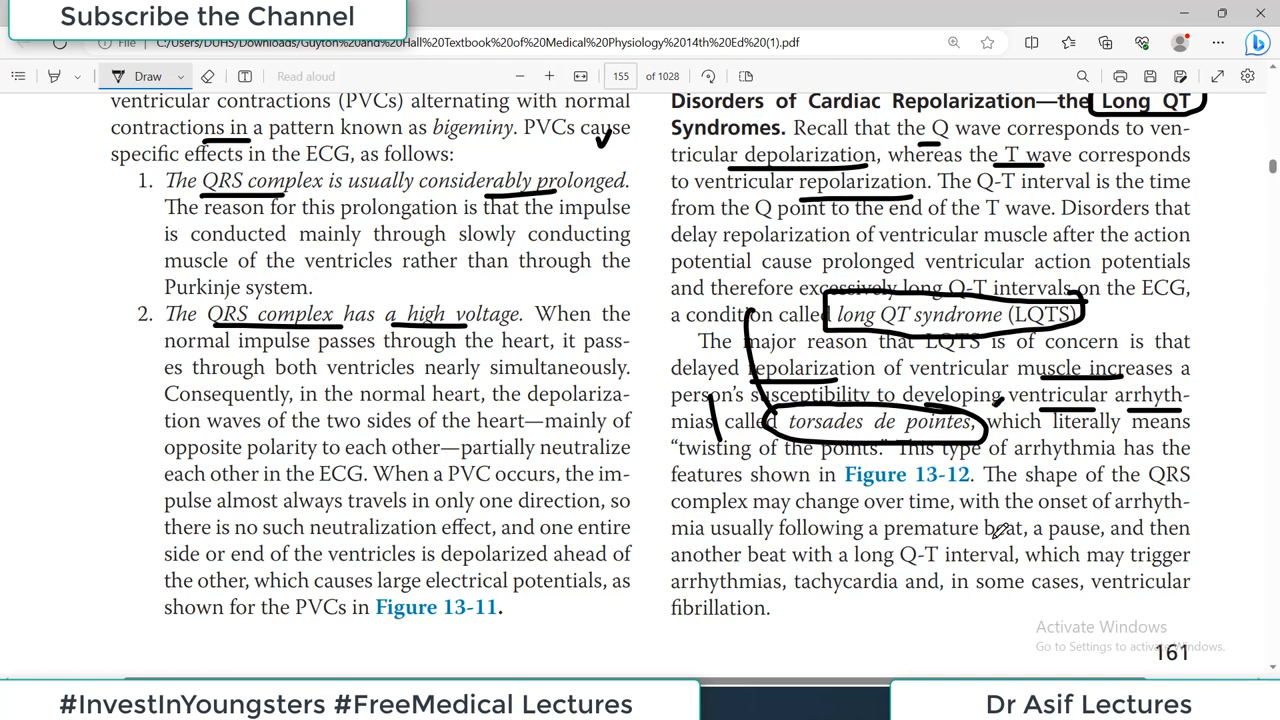 Subscribe the Channel
File
C:/Users/DUHS/Downloads/Guyton%20and%20Hall%20Textbook%20of%20Medical%20Physiology%2014th%20Ed%20(1).pdf
Draw
Read aloud
155 of 1028
ventricular contractions (PVCs) alternating with normal
contractions in a pattern known as bigeminy. PVCs cause
specific effects in the ECG, as follows:
1. The QRS complex is usually considerably prolonged.
The reason for this prolongation is that the impulse
is conducted mainly through slowly conducting
muscle of the ventricles rather than through the
Purkinje system.
2. The QRS complex has a high voltage. When the
normal impulse passes through the heart, it pass-
es through both ventricles nearly simultaneously.
Consequently, in the normal heart, the depolariza-
tion waves of the two sides of the heart—mainly of
opposite polarity to each other—partially neutralize
each other in the ECG. When a PVC occurs, the im-
pulse almost always travels in only one direction, so
there is no such neutralization effect, and one entire
side or end of the ventricles is depolarized ahead of
the other, which causes large electrical potentials, as
shown for the PVCs in Figure 13-11.
Disorders of Cardiac Repolarization—the Long QT
Syndromes. Recall that the Q wave corresponds to ven-
tricular depolarization, whereas the T wave corresponds
to ventricular repolarization. The Q-T interval is the time
from the Q point to the end of the T wave. Disorders that
delay repolarization of ventricular muscle after the action
potential cause prolonged ventricular action potentials
and therefore excessively long Q-T intervals on the ECG,
a condition called long QT syndrome (LQTS).
The major reason that LQTS is of concern is that
delayed repolarization of ventricular muscle increases a
person's susceptibility to developing ventricular arrhyth-
mias called torsades de pointes, which literally means
“twisting of the points.” This type of arrhythmia has the
features shown in Figure 13-12. The shape of the QRS
complex may change over time, with the onset of arrhyth-
mia usually following a premature beat, a pause, and then
another beat with a long Q-T interval, which may trigger
arrhythmias, tachycardia and, in some cases, ventricular
fibrillation.
Activate Windows
Go to Settings to activate Windows.
161
#InvestInYoungsters #FreeMedical Lectures
Dr Asif Lectures